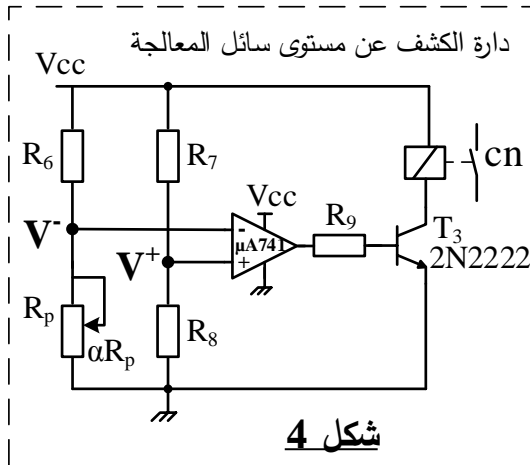 دارة الكشف عن مستوى سائل المعالجة
Vcc
R6
R7
cn
Vcc
R9
V-
-
µA741
T3
V+
+
2N2222
Rp
αRp
R8
شكل 4